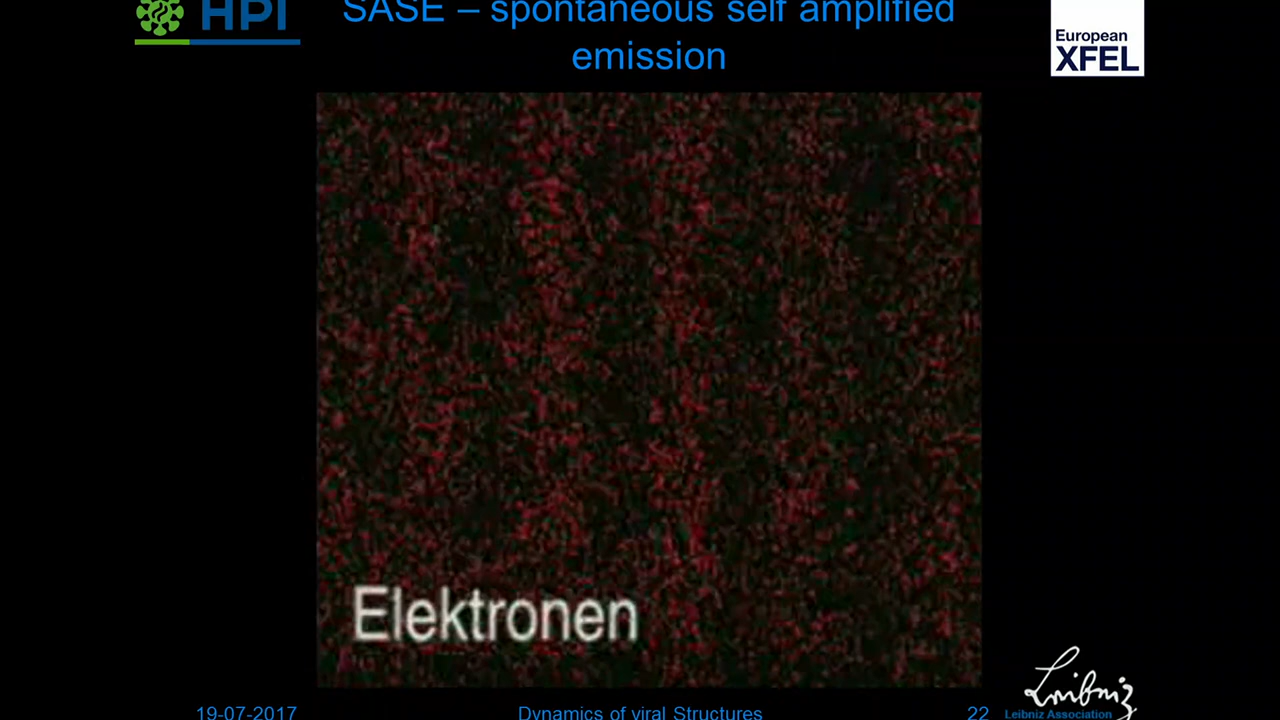 HPI
SASE – spontaneous self amplified
emission
European
XFEL
Elektronen
Leibniz
Leibniz Association
19-07-2017
Dynamics of viral Structures
22